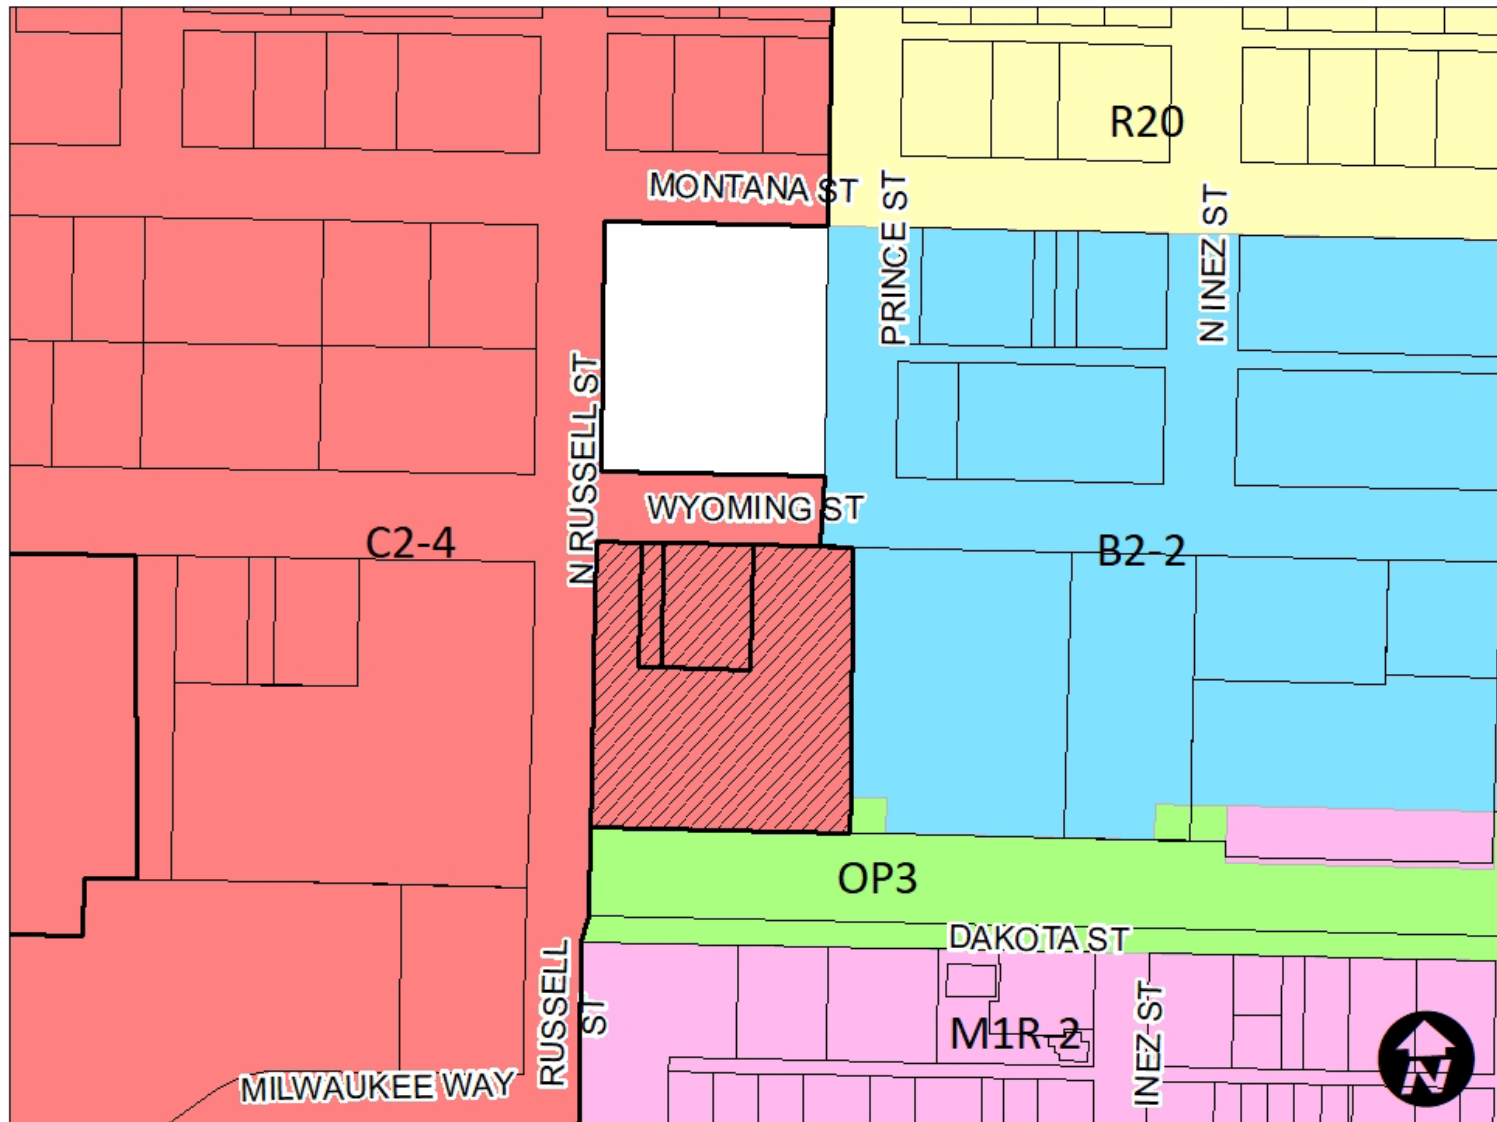 R20
MONTANA ST
PRINCE ST
N INEZ ST
N RUSSELL ST
WYOMING ST
C2-4
B2-2
OP3
DAKOTA ST
RUSSELL
ST
M1R-2
INEZ ST
MILWAUKEE WAY
N